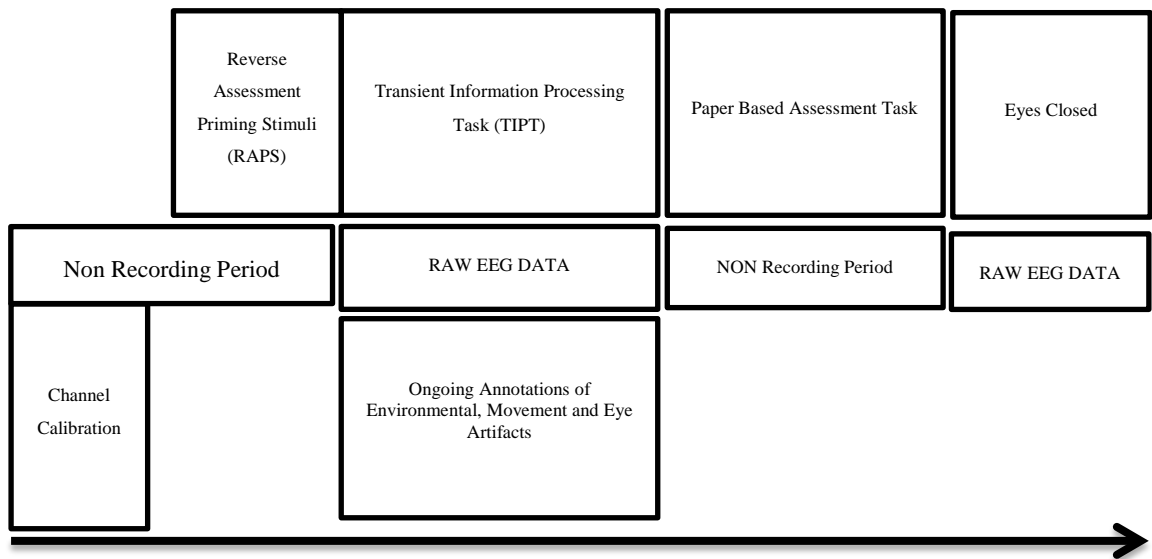 Reverse
Assessment
Priming Stimuli
(RAPS)
Transient Information Processing
Task (TIPT)
Paper Based Assessment Task
Eyes Closed
Non Recording Period
RAW EEG DATA
NON Recording Period
RAW EEG DATA
Channel
Calibration
Ongoing Annotations of
Environmental, Movement and Eye
Artifacts